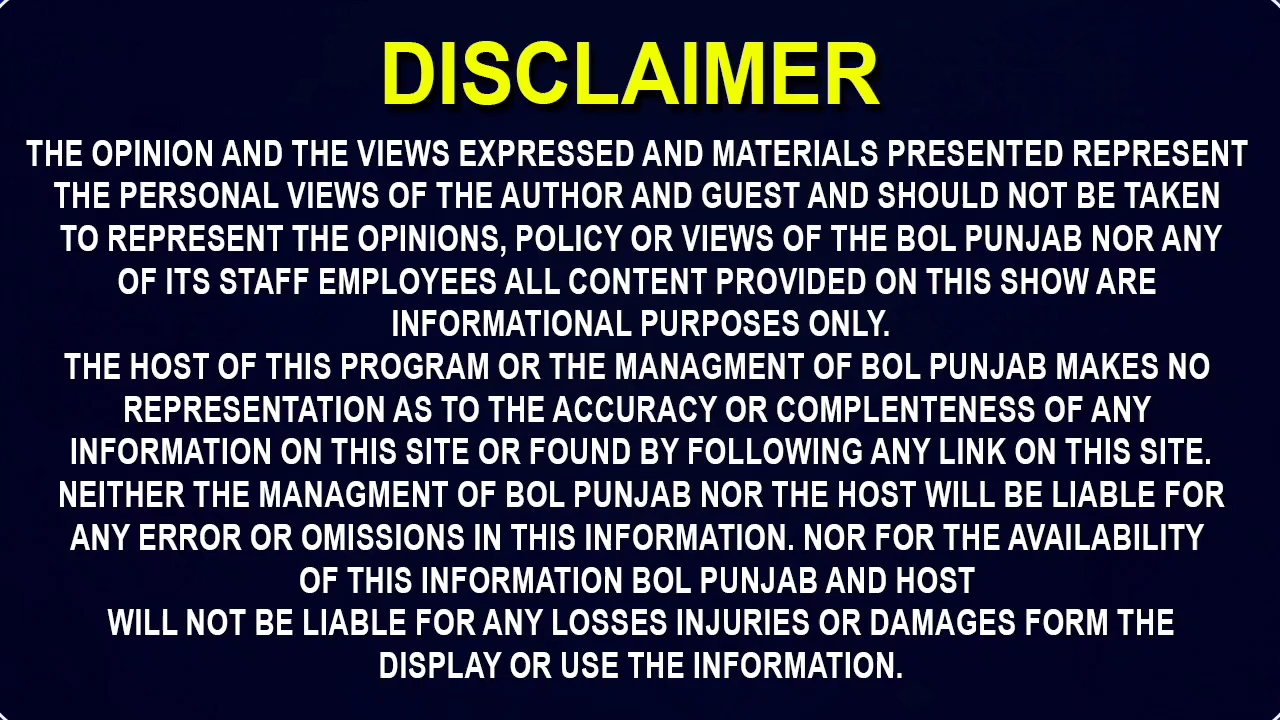 DISCLAIMER
THE OPINION AND THE VIEWS EXPRESSED AND MATERIALS PRESENTED REPRESENT
THE PERSONAL VIEWS OF THE AUTHOR AND GUEST AND SHOULD NOT BE TAKEN
TO REPRESENT THE OPINIONS, POLICY OR VIEWS OF THE BOL PUNJAB NOR ANY
OF ITS STAFF EMPLOYEES ALL CONTENT PROVIDED ON THIS SHOW ARE
INFORMATIONAL PURPOSES ONLY.
THE HOST OF THIS PROGRAM OR THE MANAGMENT OF BOL PUNJAB MAKES NO
REPRESENTATION AS TO THE ACCURACY OR COMPLENTENESS OF ANY
INFORMATION ON THIS SITE OR FOUND BY FOLLOWING ANY LINK ON THIS SITE.
NEITHER THE MANAGMENT OF BOL PUNJAB NOR THE HOST WILL BE LIABLE FOR
ANY ERROR OR OMISSIONS IN THIS INFORMATION. NOR FOR THE AVAILABILITY
OF THIS INFORMATION BOL PUNJAB AND HOST
WILL NOT BE LIABLE FOR ANY LOSSES INJURIES OR DAMAGES FORM THE
DISPLAY OR USE THE INFORMATION.